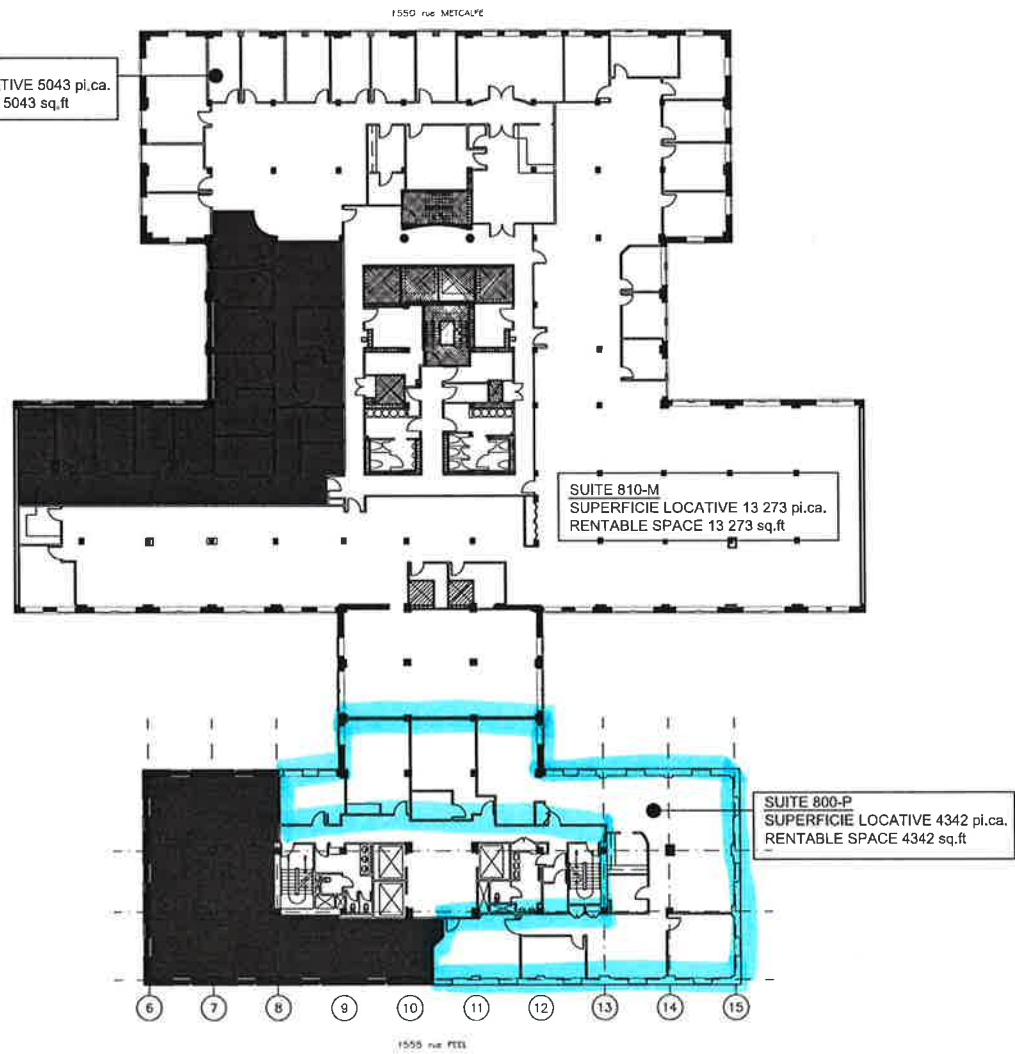 1550 rue METCALFE
TIVE 5043 pi.ca.
5043 sq.ft
SUITE 810-M
SUPERFICIE LOCATIVE 13 273 pi.ca.
RENTABLE SPACE 13 273 sq.ft
SUITE 800-P
SUPERFICIE LOCATIVE 4342 pi.ca.
RENTABLE SPACE 4342 sq.ft
6 7 8 9 10 11 12 13 14 15
1555 rue PEEL